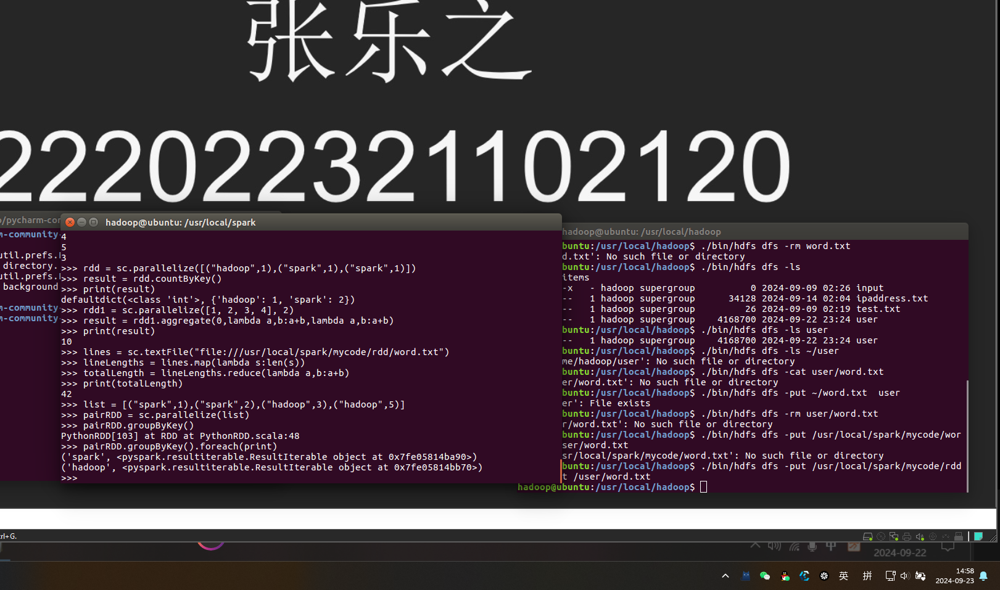 张乐之
222022321102120
o/pycharm-co
m-community-
util.prefs.
directory.
util.prefs.
background
m-community-
m-community-
hadoop@ubuntu: /usr/local/spark
4
5
3
>>> rdd = sc.parallelize([("hadoop",1),("spark",1),("spark",1)])
>>> result = rdd.countByKey()
>>> print(result)
defaultdict(<class 'int'>, {'hadoop': 1, 'spark': 2})
>>> rdd1 = sc.parallelize([1, 2, 3, 4], 2)
>>> result = rdd1.aggregate(0,lambda a,b:a+b,lambda a,b:a+b)
>>> print(result)
10
>>> lines = sc.textFile("file:///usr/local/spark/mycode/rdd/word.txt")
>>> lineLengths = lines.map(lambda s:len(s))
>>> totalLength = lineLengths.reduce(lambda a,b:a+b)
>>> print(totalLength)
42
>>> list = [("spark",1),("spark",2),("hadoop",3),("hadoop",5)]
>>> pairRDD = sc.parallelize(list)
>>> pairRDD.groupByKey()
PythonRDD[103] at RDD at PythonRDD.scala:48
>>> pairRDD.groupByKey().foreach(print)
('spark', <pyspark.resultiterable.ResultIterable object at 0x7fe05814ba90>)
('hadoop', <pyspark.resultiterable.ResultIterable object at 0x7fe05814bb70>)
>>>
hadoop@ubuntu: /usr/local/hadoop
buntu:/usr/local/hadoop$ ./bin/hdfs dfs -rm word.txt
d.txt': No such file or directory
buntu:/usr/local/hadoop$ ./bin/hdfs dfs -ls
items
-x - hadoop supergroup 0 2024-09-09 02:26 input
-- 1 hadoop supergroup 34128 2024-09-14 02:04 ipaddress.txt
-- 1 hadoop supergroup 26 2024-09-09 02:19 test.txt
-- 1 hadoop supergroup 4168700 2024-09-22 23:24 user
buntu:/usr/local/hadoop$ ./bin/hdfs dfs -ls user
-- 1 hadoop supergroup 4168700 2024-09-22 23:24 user
buntu:/usr/local/hadoop$ ./bin/hdfs dfs -ls ~/user
me/hadoop/user': No such file or directory
buntu:/usr/local/hadoop$ ./bin/hdfs dfs -cat user/word.txt
er/word.txt': No such file or directory
buntu:/usr/local/hadoop$ ./bin/hdfs dfs -put ~/word.txt user
er': File exists
buntu:/usr/local/hadoop$ ./bin/hdfs dfs -rm user/word.txt
r/word.txt': No such file or directory
buntu:/usr/local/hadoop$ ./bin/hdfs dfs -put /usr/local/spark/mycode/wor
ser/word.txt
sr/local/spark/mycode/word.txt': No such file or directory
buntu:/usr/local/hadoop$ ./bin/hdfs dfs -put /usr/local/spark/mycode/rdd
t /user/word.txt
hadoop@ubuntu:/usr/local/hadoop$
rl+G.
中
2024-09-22
英 拼
14:58
2024-09-23